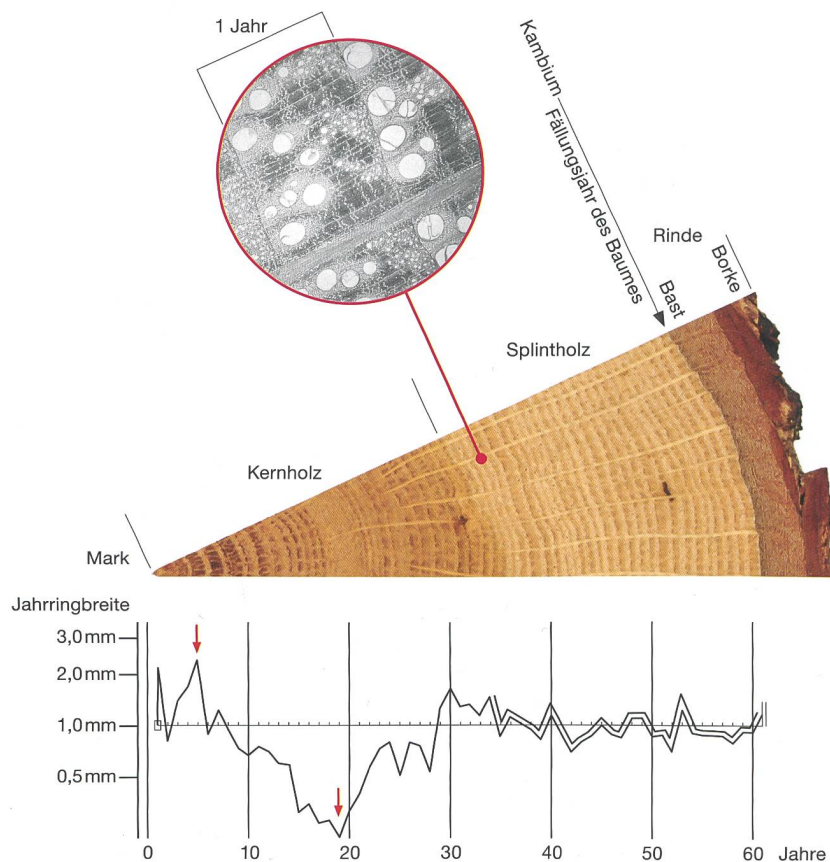 1 Jahr
Kambium
Fällungsjahr des Baumes
Rinde
Bast
Borke
Splintholz
Kernholz
Mark
Jahrringbreite
3,0 mm
2,0 mm
1,0 mm
0,5 mm
0 10 20 30 40 50 60 Jahre